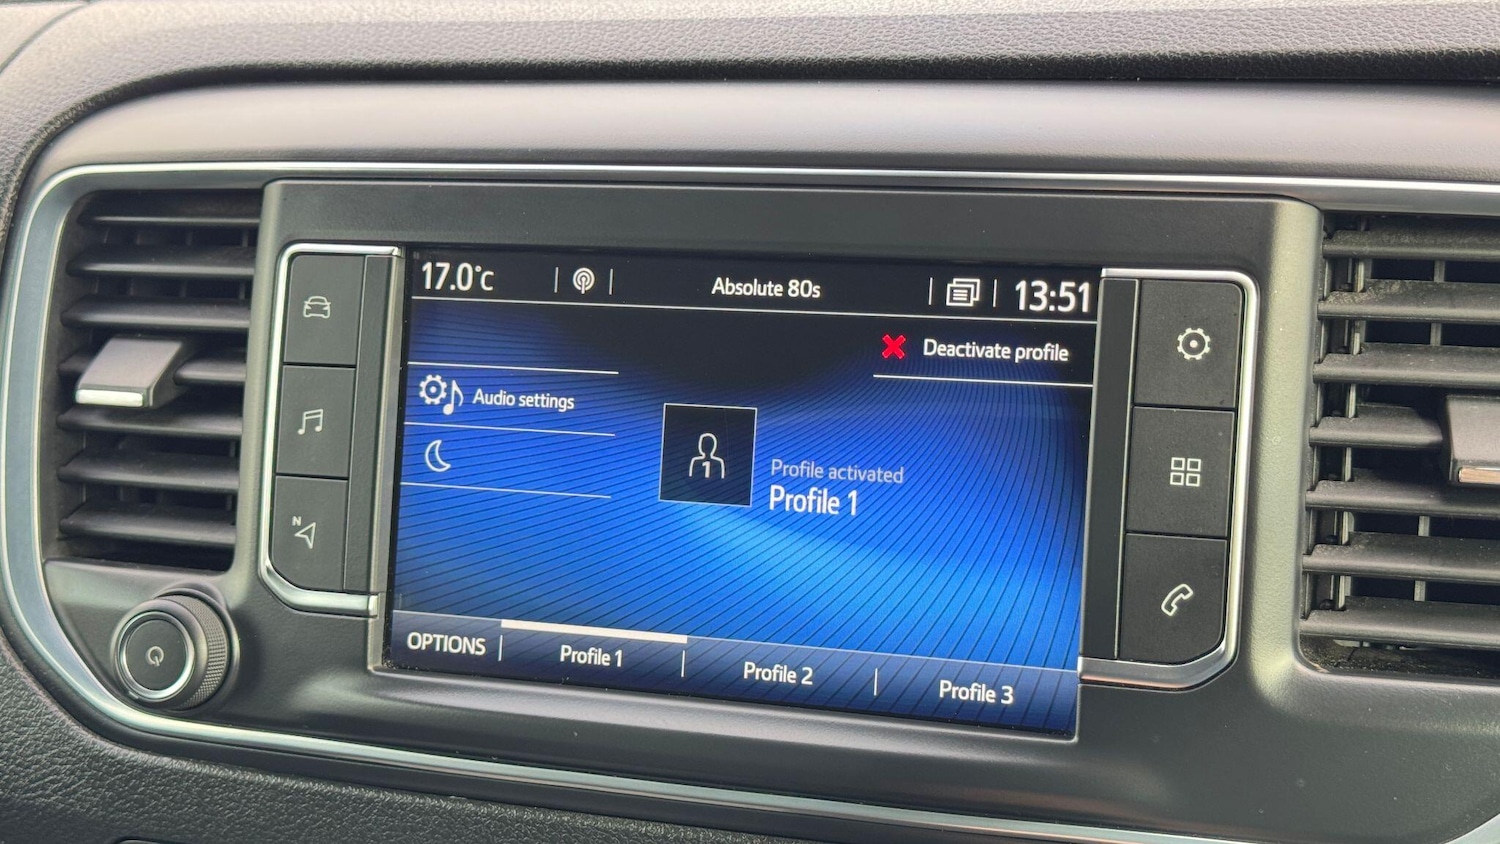 17.0°C
Absolute 80s
13:51
Deactivate profile
Audio settings
1
Profile activated
Profile 1
N
OPTIONS
Profile 1
Profile 2
Profile 3